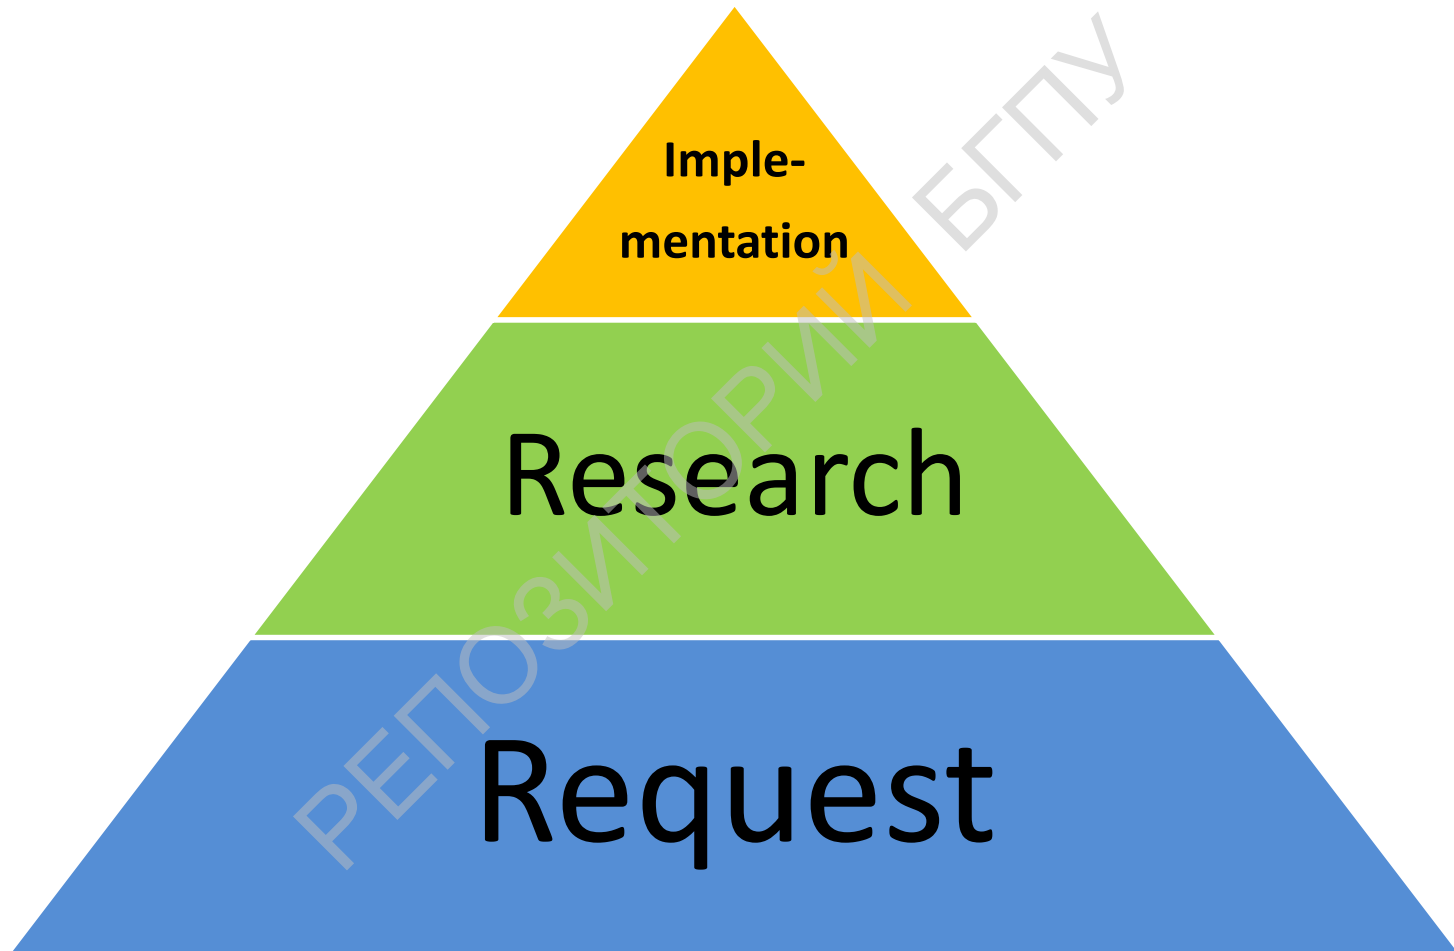 Imple-
mentation
Research
Request
РЕПОЗИТОРИЙ БГПУ